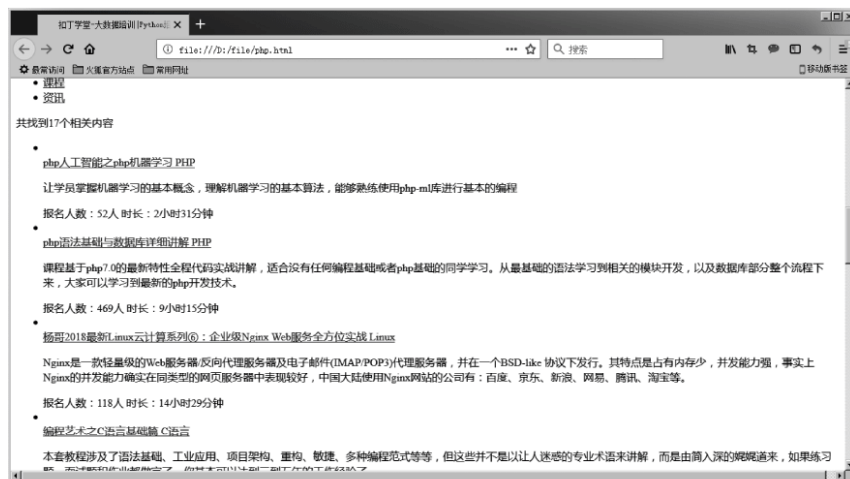 扣丁学堂-大数据培训|Python
file:///D:/file/php.html
搜索
最常访问 火狐官方站点 常用网址
移动版书签
课程
资讯
共找到17个相关内容
php人工智能之php机器学习 PHP
让学员掌握机器学习的基本概念，理解机器学习的基本算法，能够熟练使用php-ml库进行基本的编程
报名人数：52人 时长：2小时31分钟
php语法基础与数据库详细讲解 PHP
课程基于php7.0的最新特性全程代码实战讲解，适合没有任何编程基础或者php基础的同学学习。从最基础的语法学习到相关的模块开发，以及数据库部分整个流程下
来，大家可以学习到最新的php开发技术。
报名人数：469人 时长：9小时15分钟
杨哥2018最新Linux云计算系列⑥：企业级Nginx Web服务全方位实战 Linux
Nginx是一款轻量级的Web服务器/反向代理服务器及电子邮件(IMAP/POP3)代理服务器，并在一个BSD-like 协议下发行。其特点是占有内存少，并发能力强，事实上
Nginx的并发能力确实在同类型的网页服务器中表现较好，中国大陆使用Nginx网站的公司有：百度、京东、新浪、网易、腾讯、淘宝等。
报名人数：118人 时长：14小时29分钟
编程艺术之C语言基础篇 C语言
本套教程涉及了语法基础、工业应用、项目架构、重构、敏捷、多种编程范式等等，但这些并不是以让人迷惑的专业术语来讲解，而是由简入深的娓娓道来，如果练习